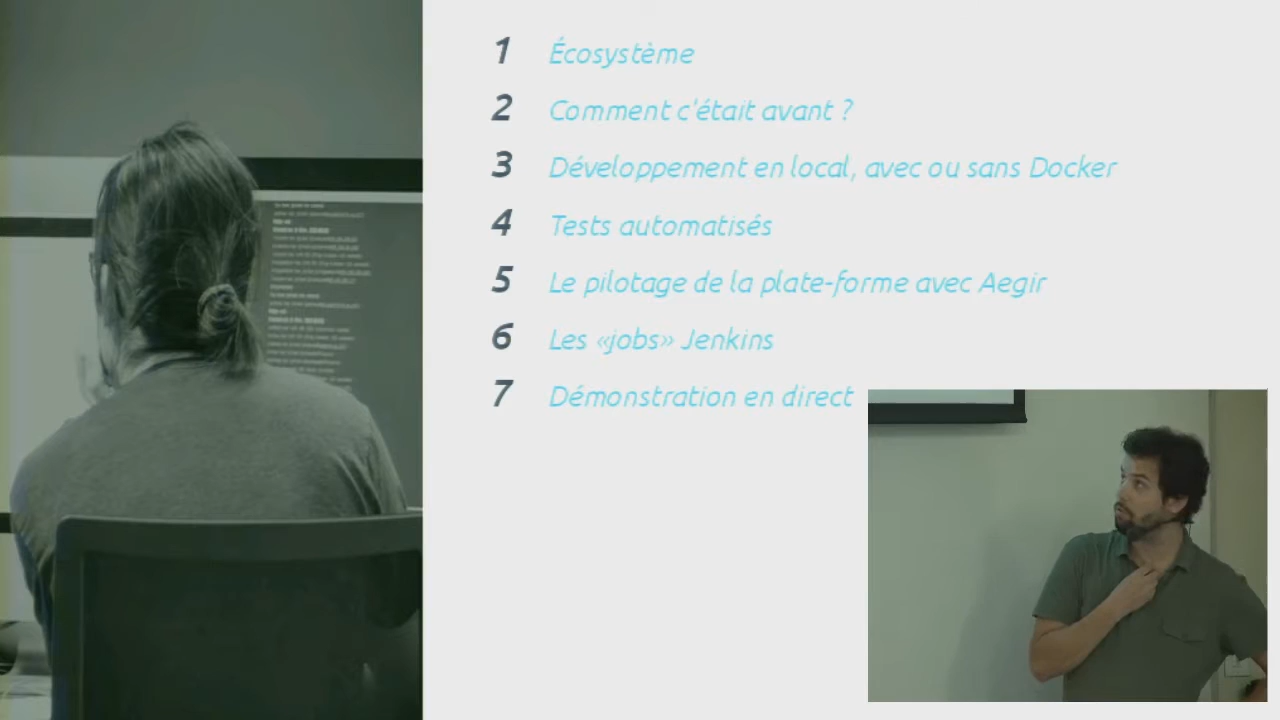 1 Écosystème
2 Comment c'était avant ?
3 Développement en local, avec ou sans Docker
4 Tests automatisés
5 Le pilotage de la plate-forme avec Aegir
6 Les «jobs» Jenkins
7 Démonstration en direct